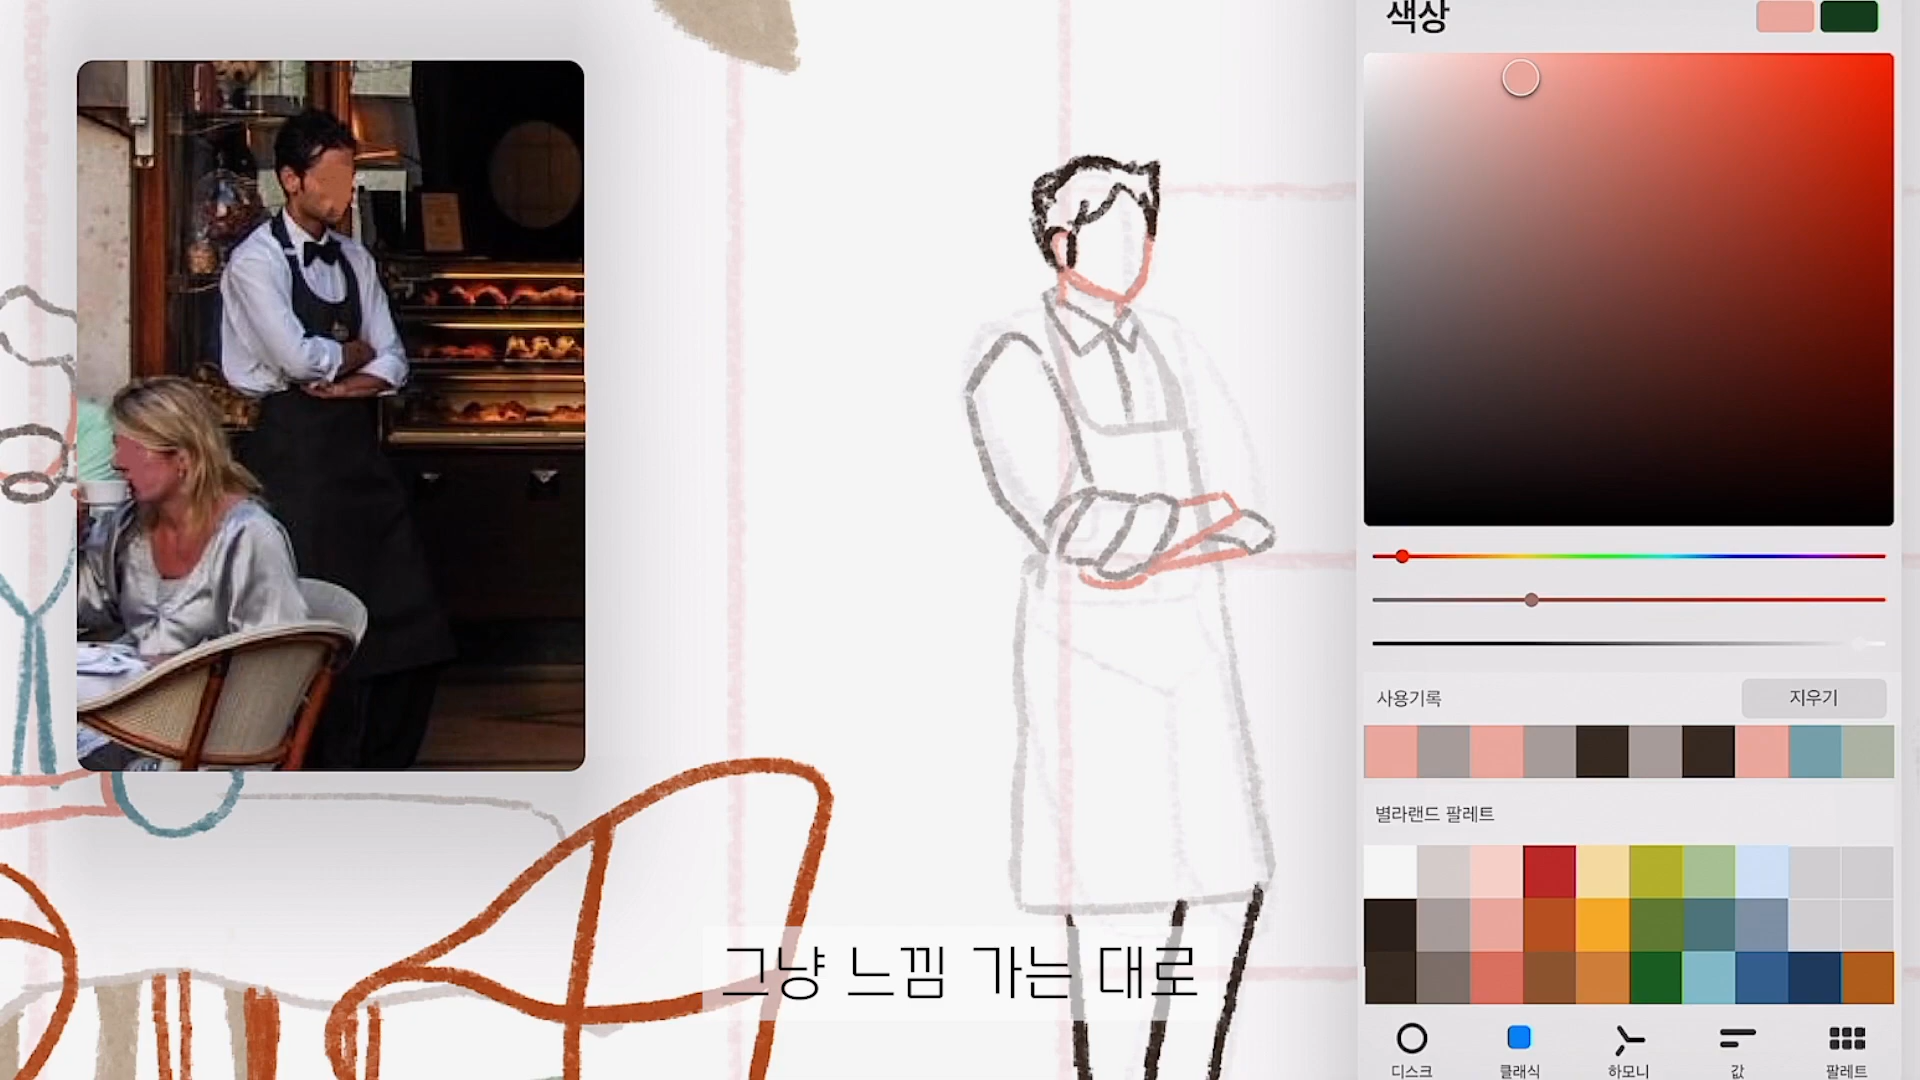 색상
지우기
사용기록
별라랜드 팔레트
그냥 느낌 가는 대로
디스크
클래식
하모니
값
팔레트